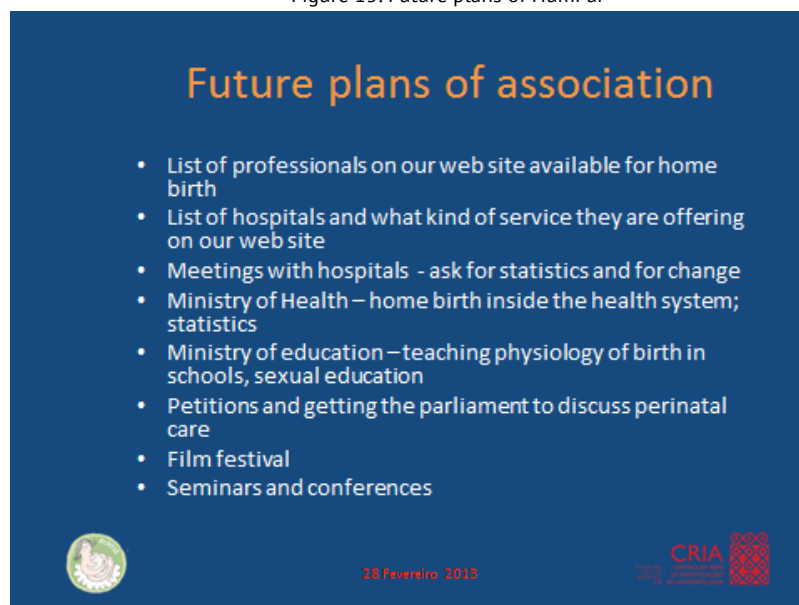 Future plans of association
• List of professionals on our web site available for home
birth
• List of hospitals and what kind of service they are offering
on our web site
• Meetings with hospitals - ask for statistics and for change
• Ministry of Health – home birth inside the health system;
statistics
• Ministry of education – teaching physiology of birth in
schools, sexual education
• Petitions and getting the parliament to discuss perinatal
care
• Film festival
• Seminars and conferences
28 Fevereiro 2013
CRIA